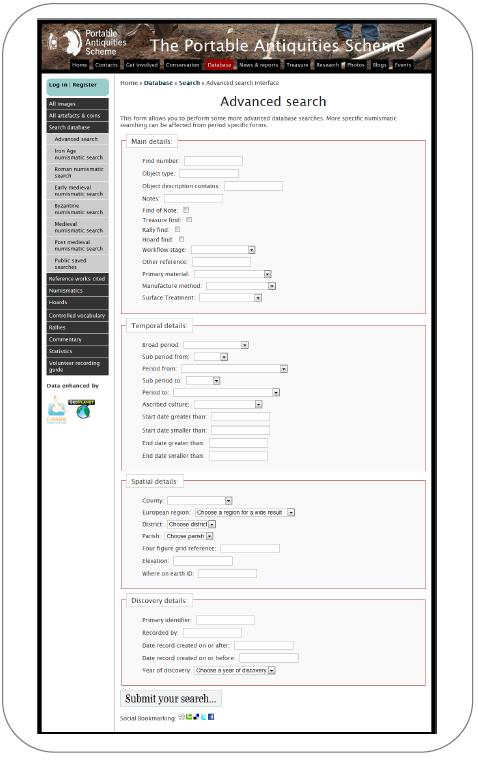 Portable
Antiquities
Scheme
The Portable Antiquities Scheme
Home Contacts Get involved Conservation Database News & reports Treasure Research Photos Blogs Events
Log in | Register
Home » Database » Search » Advanced search interface
Advanced search
This form allows you to perform some more advanced database searches. More specific numismatic
searching can be affected from period specific forms.
All images
All artefacts & coins
Search database
Advanced search
Iron Age
numismatic search
Roman numismatic
search
Early medieval
numismatic search
Byzantine
numismatic search
Medieval
numismatic search
Post medieval
numismatic search
Public saved
searches
Reference works cited
Numismatics
Hoards
Controlled vocabulary
Rallies
Commentary
Statistics
Volunteer recording
guide
Data enhanced by
GEOPLANET
Main details:
Find number:
Object type:
Object description contains:
Notes:
Find of Note:
Treasure find:
Rally find:
Hoard find:
Workflow stage:
Other reference:
Primary material:
Manufacture method:
Surface Treatment:
Temporal details:
Broad period:
Sub period from:
Period from:
Sub period to:
Period to:
Ascribed culture:
Start date greater than:
Start date smaller than:
End date greater than:
End date smaller than:
Spatial details:
County:
European region: Choose a region for a wide result
District: Choose district
Parish: Choose parish
Four figure grid reference:
Elevation:
Where on earth ID:
Discovery details:
Primary identifier:
Recorded by:
Date record created on or after:
Date record created on or before:
Year of discovery Choose a year of discovery
Submit your search...
Social Bookmarking: